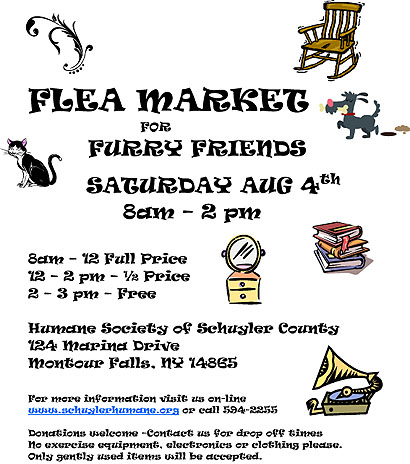 FLEA MARKET
FOR
FURRY FRIENDS
SATURDAY AUG 4th
8am - 2 pm
8am - 12 Full Price
12 - 2 pm - ½ Price
2 - 3 pm - Free
Humane Society of Schuyler County
124 Marina Drive
Montour Falls, NY 14865
For more information visit us on-line
www.schuylerhumane.org or call 594-2255
Donations welcome -Contact us for drop off times
No exercise equipment, electronics or clothing please.
Only gently used items will be accepted.